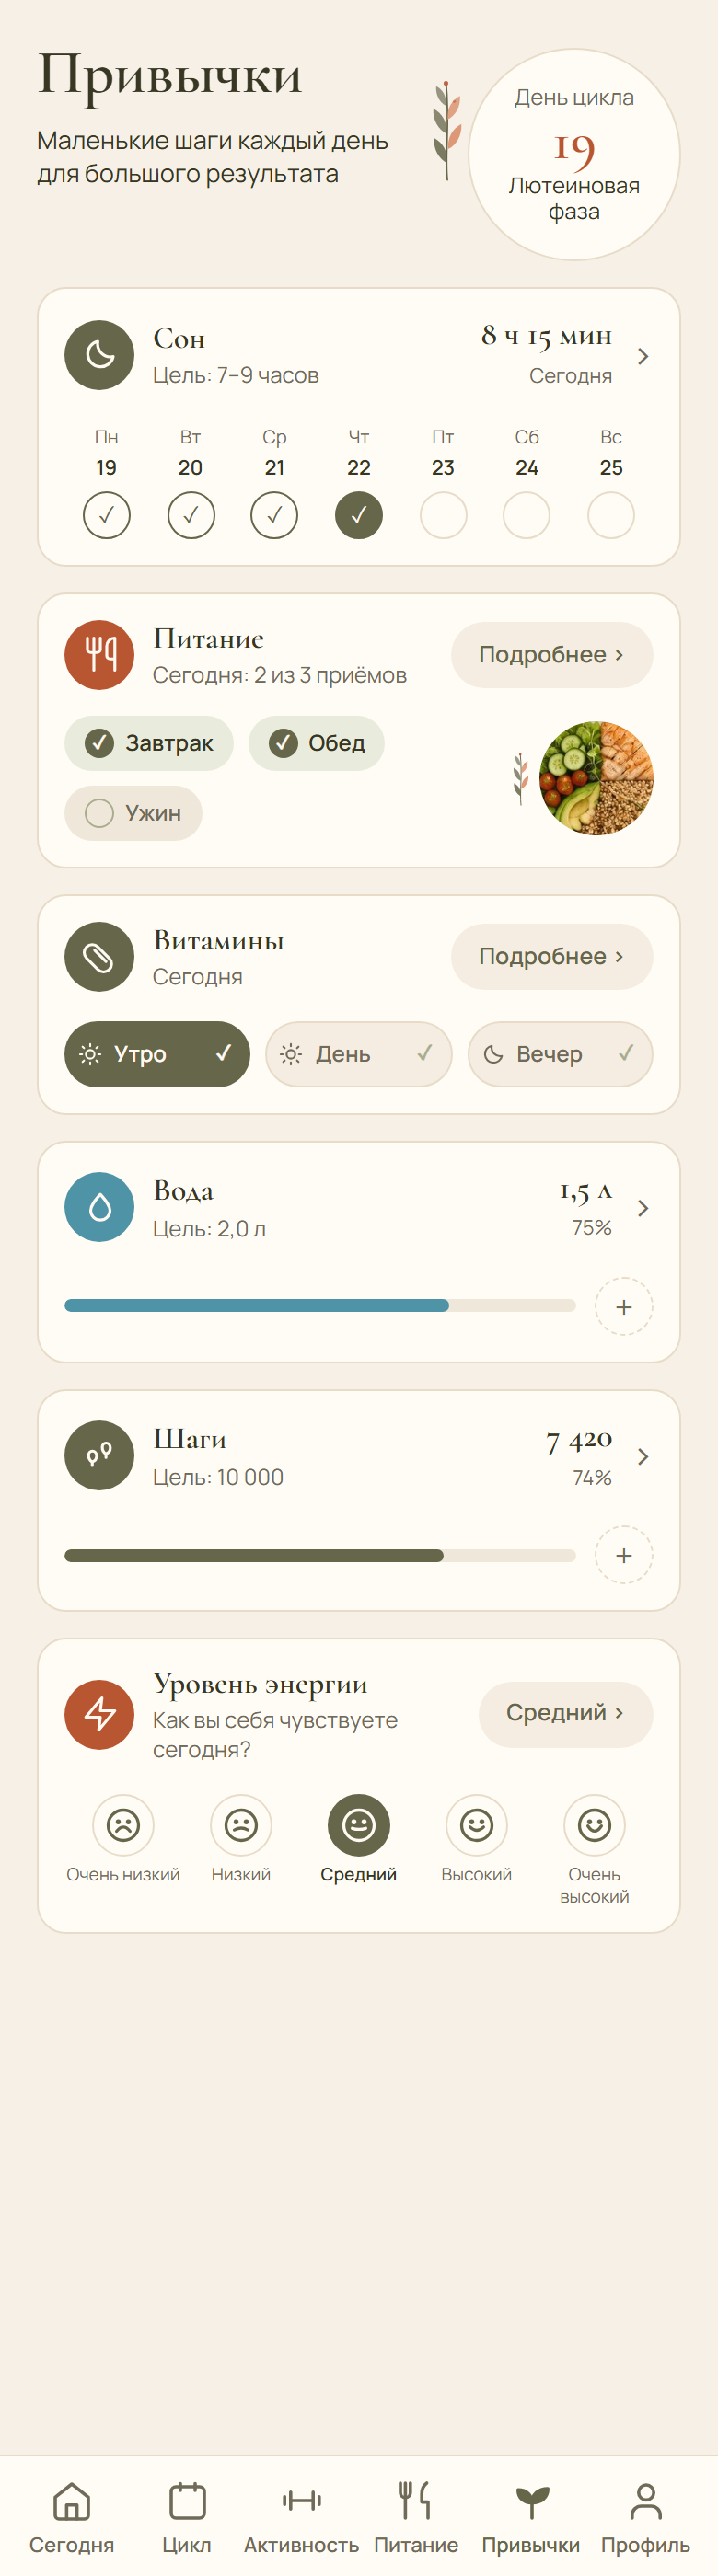 Привычки
Маленькие шаги каждый день
для большого результата
День цикла
19
Лютеиновая
фаза
Сон
Цель: 7–9 часов
8 ч 15 мин
Сегодня
Пн Вт Ср Чт Пт Сб Вс
19 20 21 22 23 24 25
Питание
Сегодня: 2 из 3 приёмов
Подробнее ›
Завтрак Обед
Ужин
Витамины
Сегодня
Подробнее ›
Утро День Вечер
Вода
Цель: 2,0 л
1,5 л
75%
+
Шаги
Цель: 10 000
7 420
74%
+
Уровень энергии
Как вы себя чувствуете
сегодня?
Средний ›
Очень низкий Низкий Средний Высокий Очень
высокий
Сегодня Цикл Активность Питание Привычки Профиль